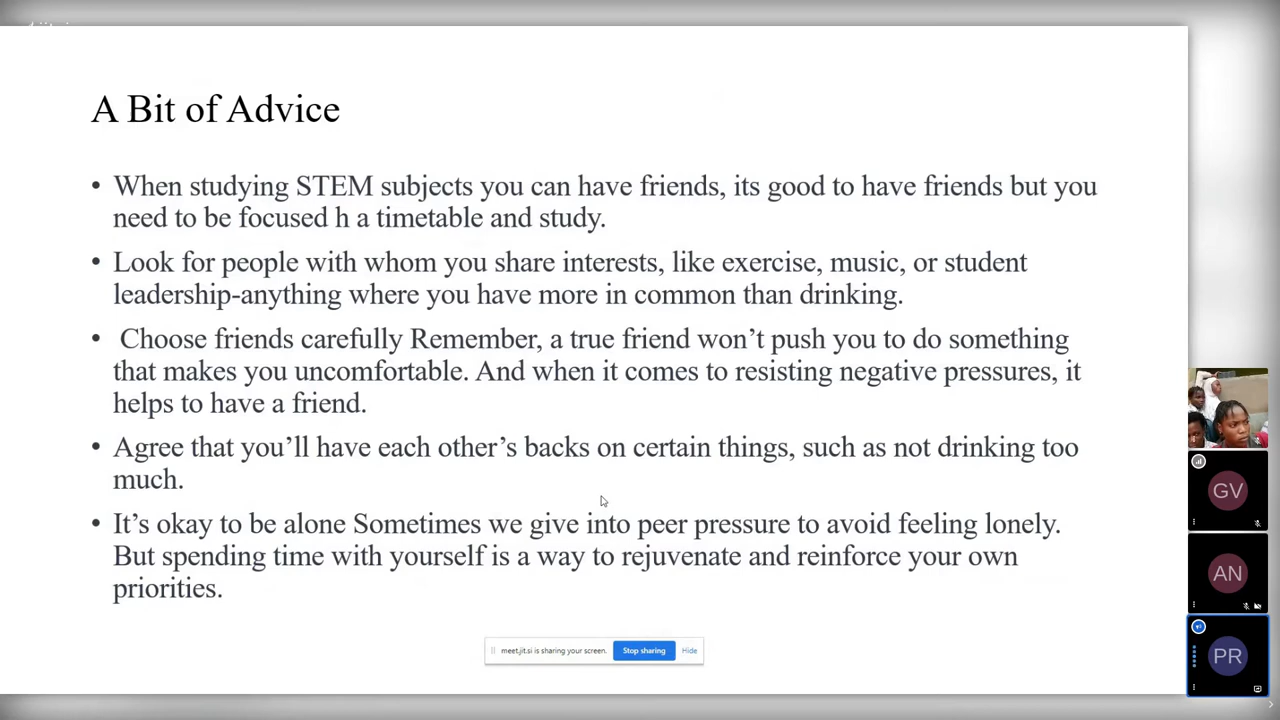 A Bit of Advice
• When studying STEM subjects you can have friends, its good to have friends but you
need to be focused h a timetable and study.
• Look for people with whom you share interests, like exercise, music, or student
leadership-anything where you have more in common than drinking.
• Choose friends carefully Remember, a true friend won’t push you to do something
that makes you uncomfortable. And when it comes to resisting negative pressures, it
helps to have a friend.
• Agree that you’ll have each other’s backs on certain things, such as not drinking too
much.
• It’s okay to be alone Sometimes we give into peer pressure to avoid feeling lonely.
But spending time with yourself is a way to rejuvenate and reinforce your own
priorities.
meet.jit.si is sharing your screen. Stop sharing Hide
GV
AN
PR